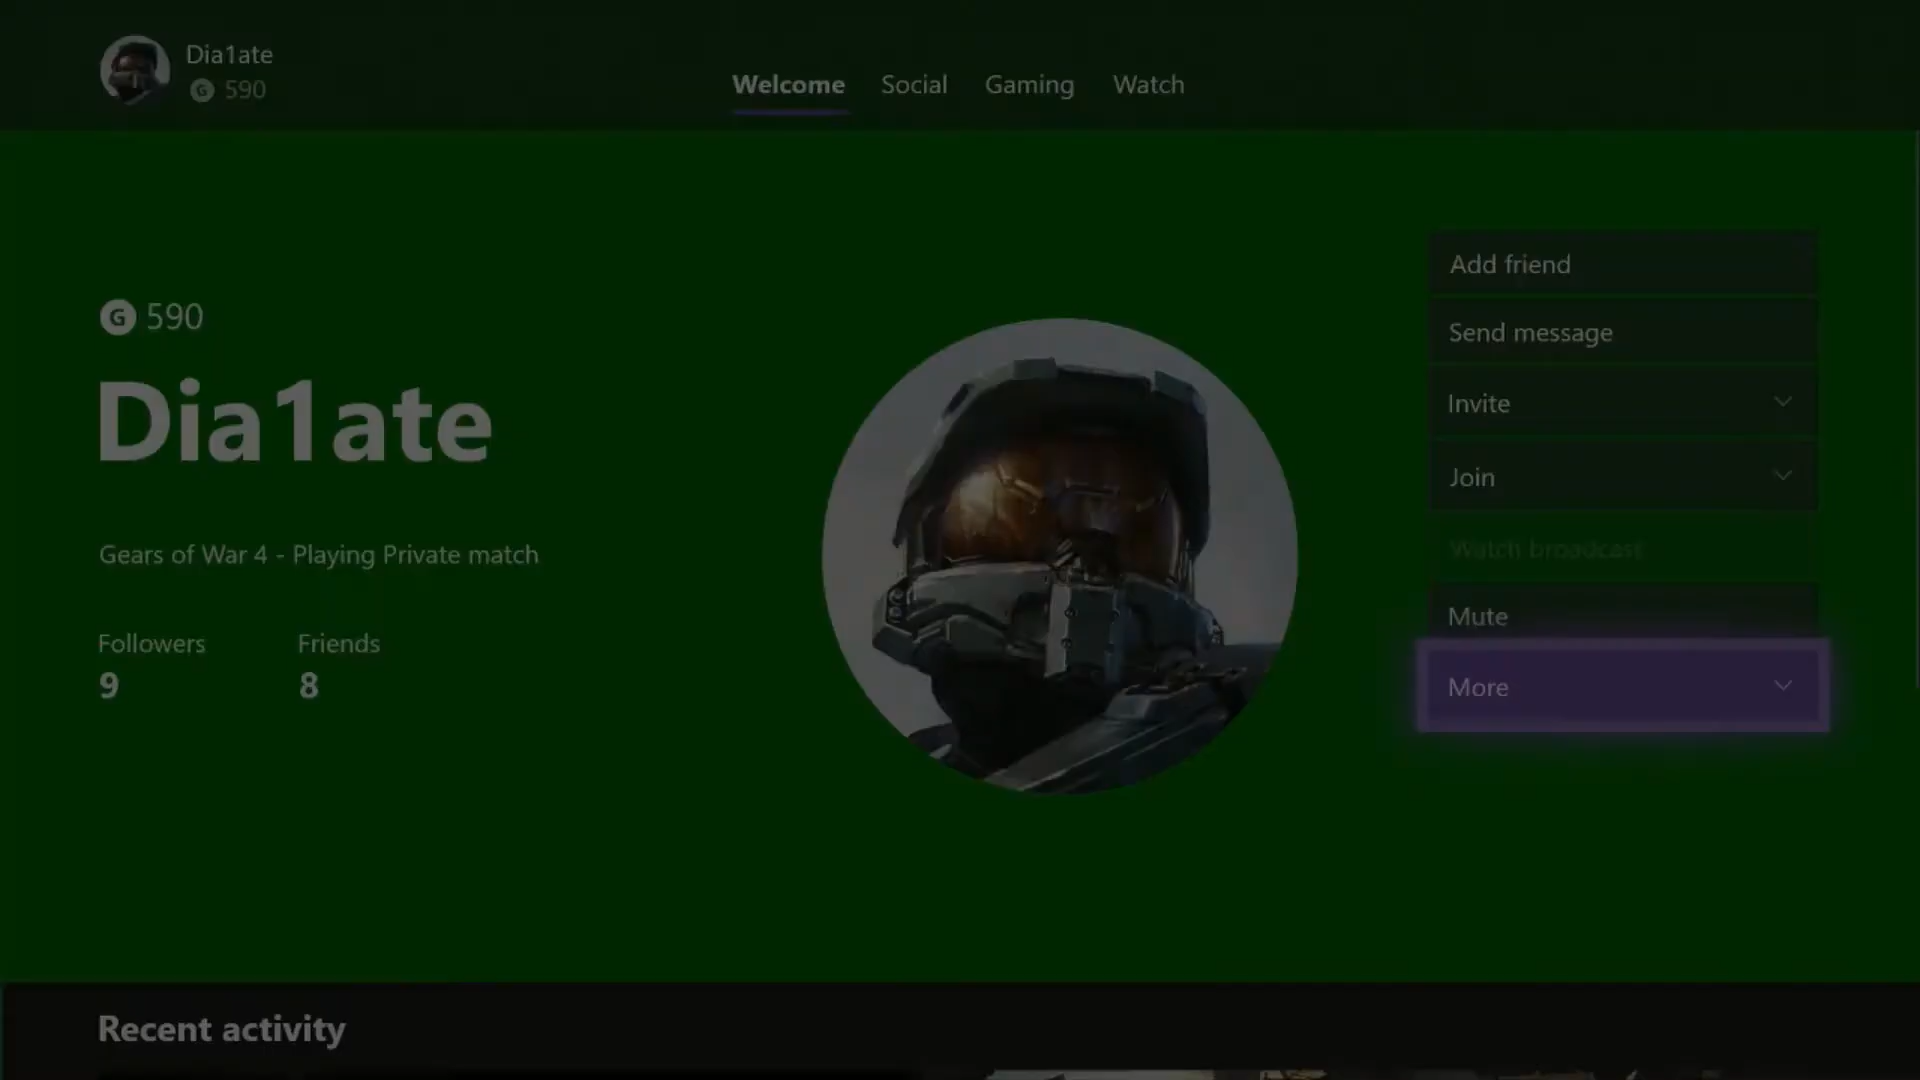 Dia1ate
G 590
Welcome Social Gaming Watch
G 590
Dia1ate
Gears of War 4 - Playing Private match
Followers Friends
9 8
Add friend
Send message
Invite
Join
Watch broadcast
Mute
More
Recent activity